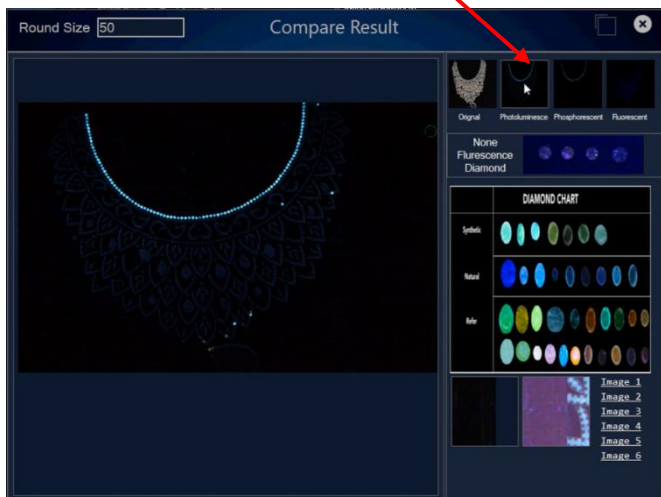 Round Size 50
Compare Result
Orignal Photoluminesce Phosphorescent Fluorescent
None
Flurescence
Diamond
DIAMOND CHART
Synthetic
Natural
Refer
Image 1
Image 2
Image 3
Image 4
Image 5
Image 6